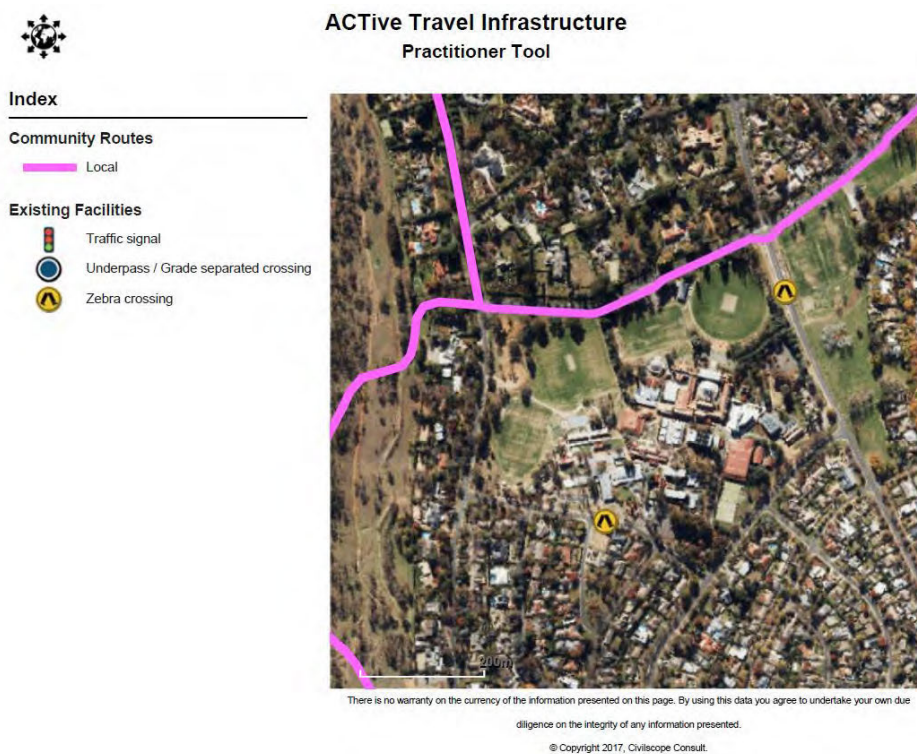 ACTive Travel Infrastructure
Practitioner Tool
Index
Community Routes
Local
Existing Facilities
Traffic signal
Underpass / Grade separated crossing
Zebra crossing
200m
There is no warranty on the currency of the information presented on this page. By using this data you agree to undertake your own due
diligence on the integrity of any information presented.
© Copyright 2017, Civilscope Consult.